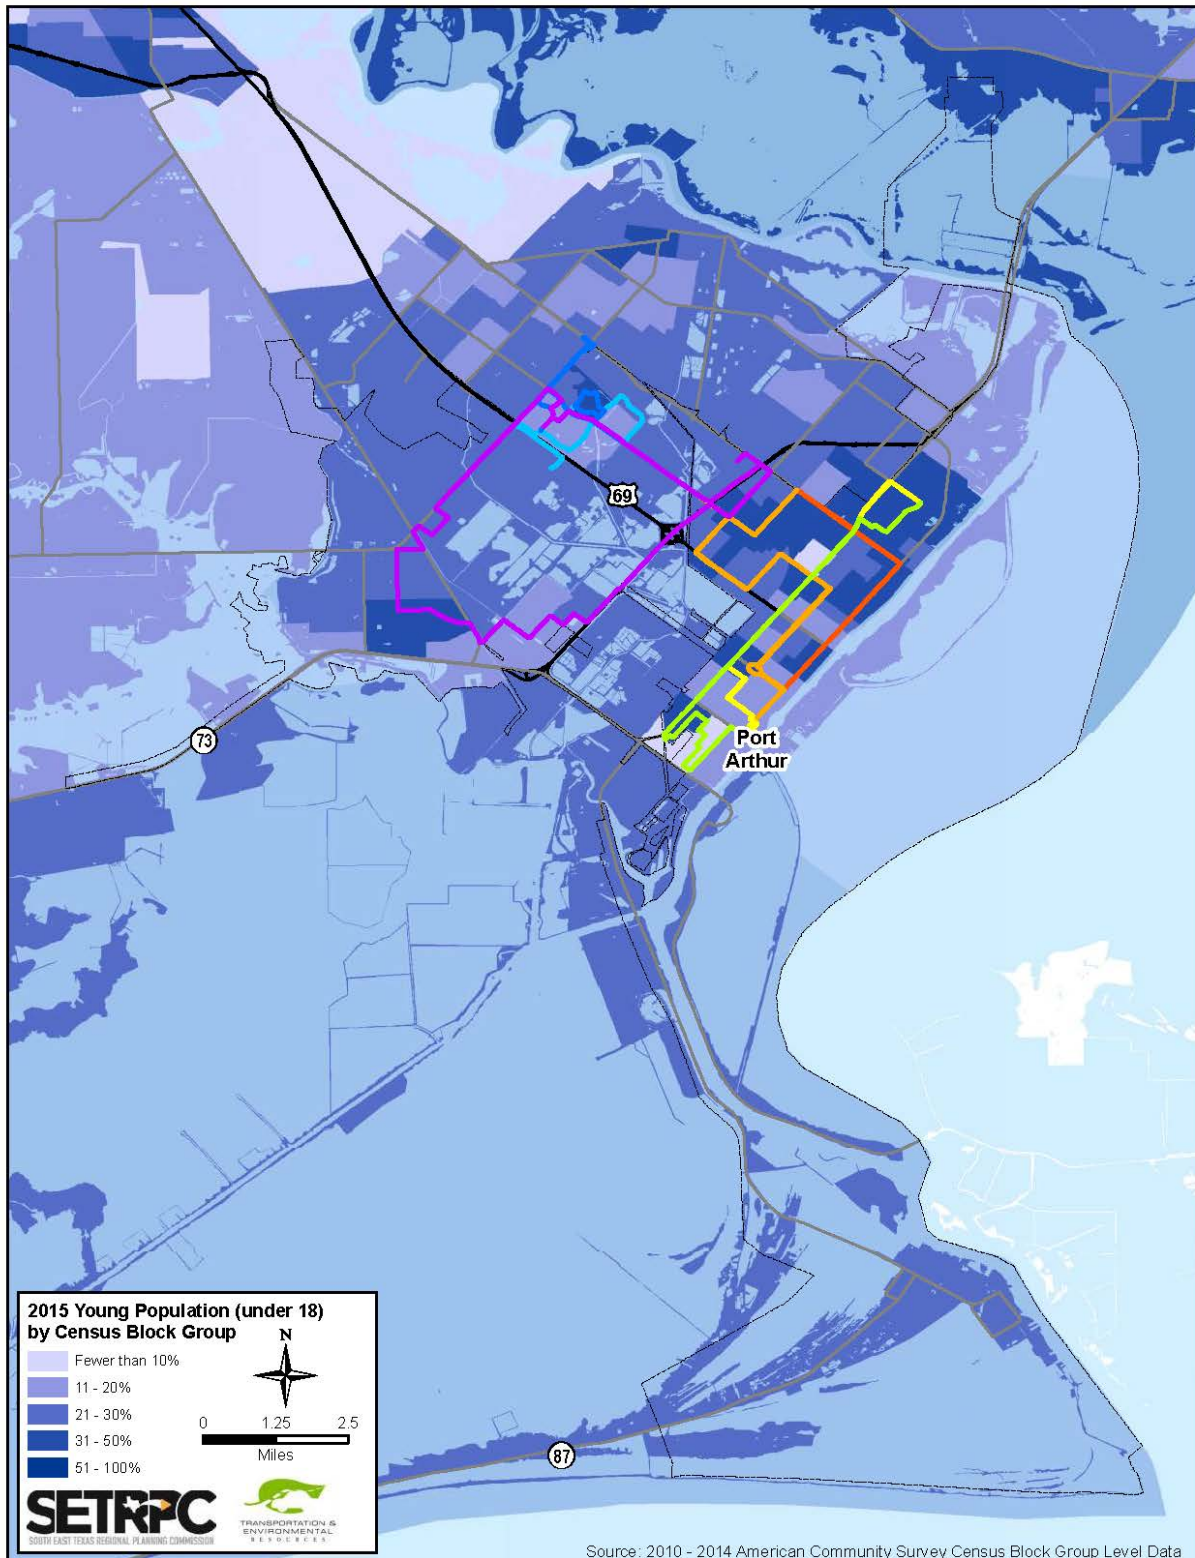 69
73
Port
Arthur
87
2015 Young Population (under 18)
by Census Block Group
N
Fewer than 10%
11 - 20%
21 - 30%
31 - 50%
51 - 100%
0 1.25 2.5
Miles
SETRPC
SOUTH EAST TEXAS REGIONAL PLANNING COMMISSION
TRANSPORTATION &
ENVIRONMENTAL
RESOURCES
Source: 2010 - 2014 American Community Survey Census Block Group Level Data